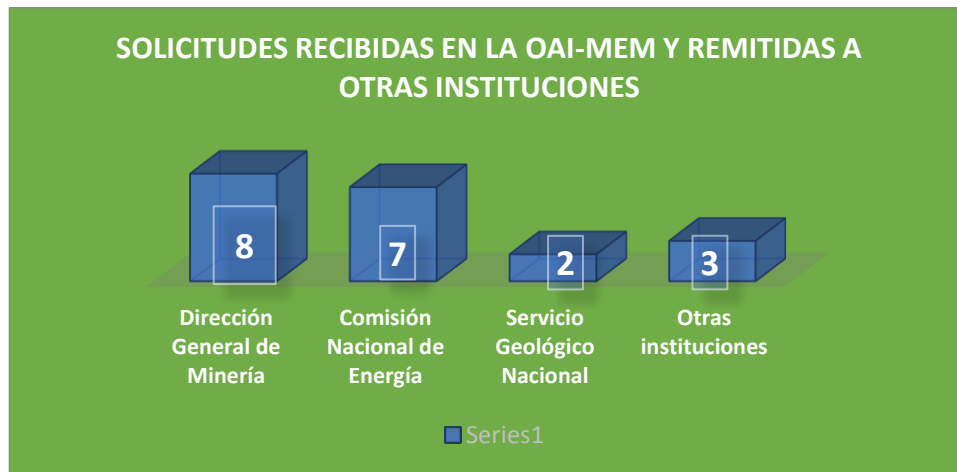 SOLICITUDES RECIBIDAS EN LA OAI-MEM Y REMITIDAS A
OTRAS INSTITUCIONES
8
7
2
3
Dirección
General de
Minería
Comisión
Nacional de
Energía
Servicio
Geológico
Nacional
Otras
instituciones
Series1